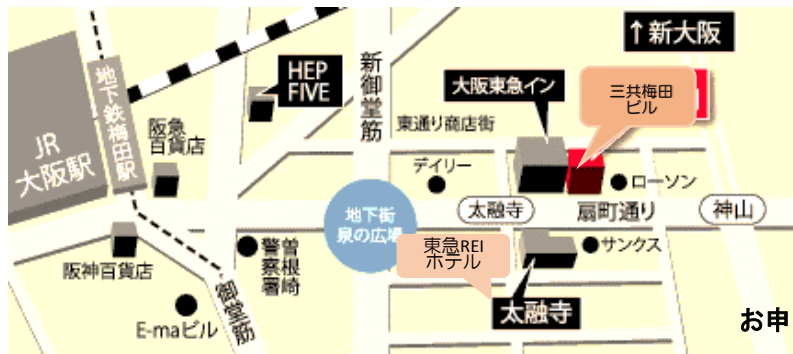 ↑新大阪
HEP
FIVE
新御堂筋
大阪東急イン
三共梅田
ビル
地下鉄梅田駅
JR
大阪駅
阪急
百貨店
東通り商店街
デイリー
ローソン
太融寺
扇町通り
神山
地下街
泉の広場
東急REI
ホテル
サンクス
曽根崎
警察署
阪神百貨店
御堂筋
E-maビル
太融寺
お申